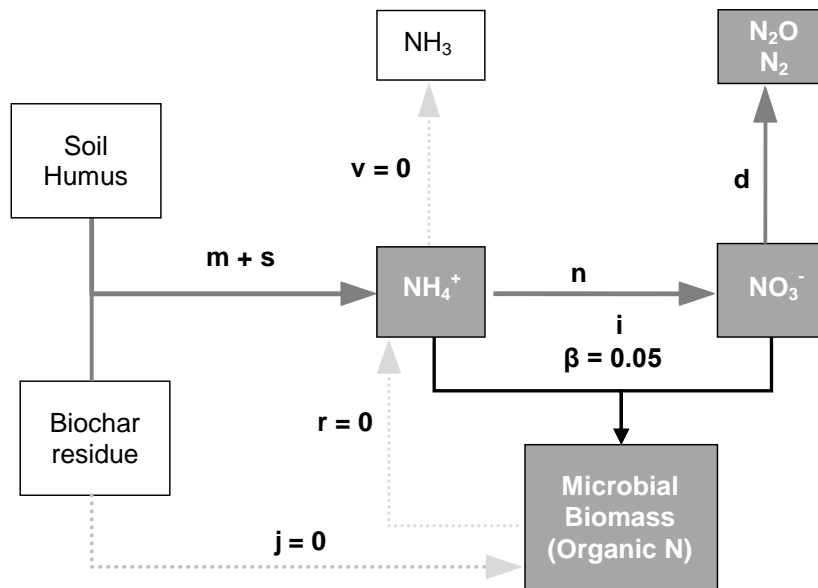 NH₃
N₂O
N₂
Soil
Humus
v = 0
d
m + s
NH₄⁺
n
NO₃⁻
i
β = 0.05
Biochar
residue
r = 0
Microbial
Biomass
(Organic N)
j = 0